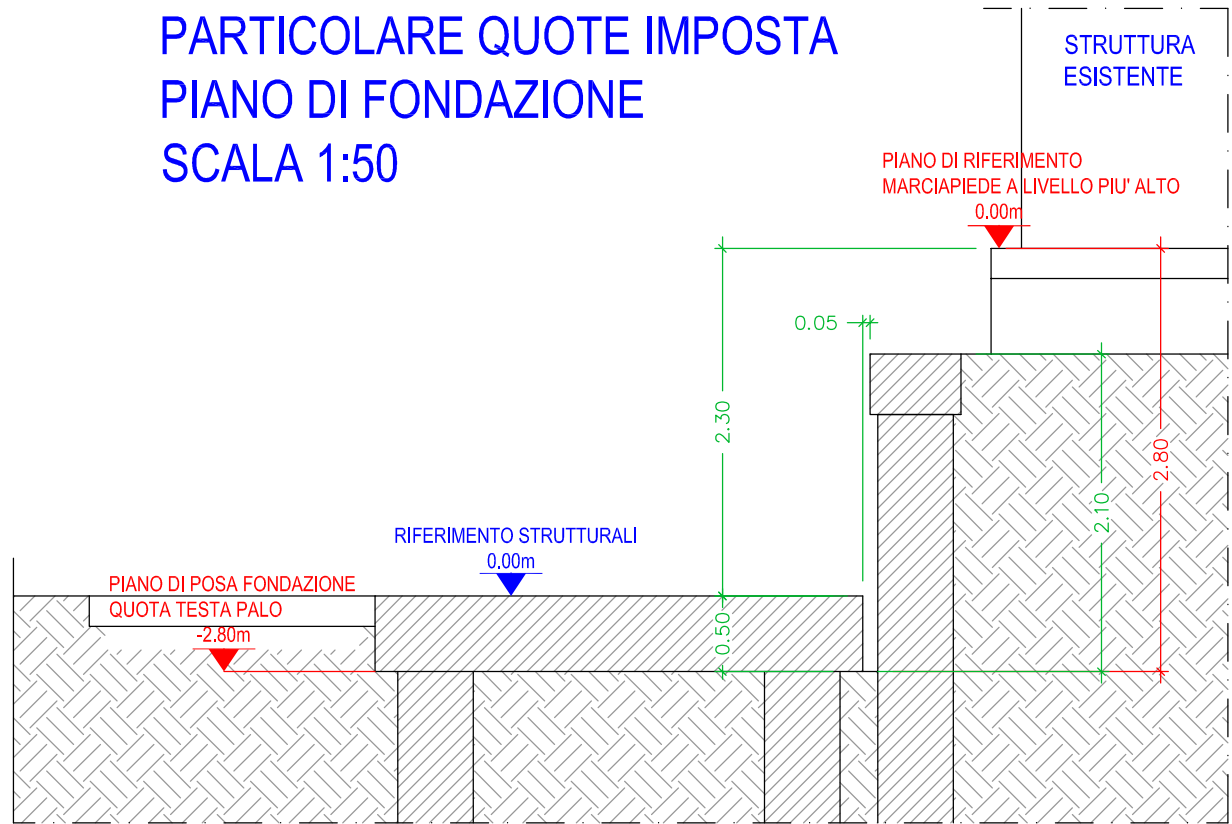 PARTICOLARE QUOTE IMPOSTA
PIANO DI FONDAZIONE
SCALA 1:50
STRUTTURA
ESISTENTE
PIANO DI RIFERIMENTO
MARCIAPIEDE A LIVELLO PIU' ALTO
0.00m
0.05
2.30
2.80
2.10
RIFERIMENTO STRUTTURALI
0.00m
PIANO DI POSA FONDAZIONE
QUOTA TESTA PALO
-2.80m
0.50